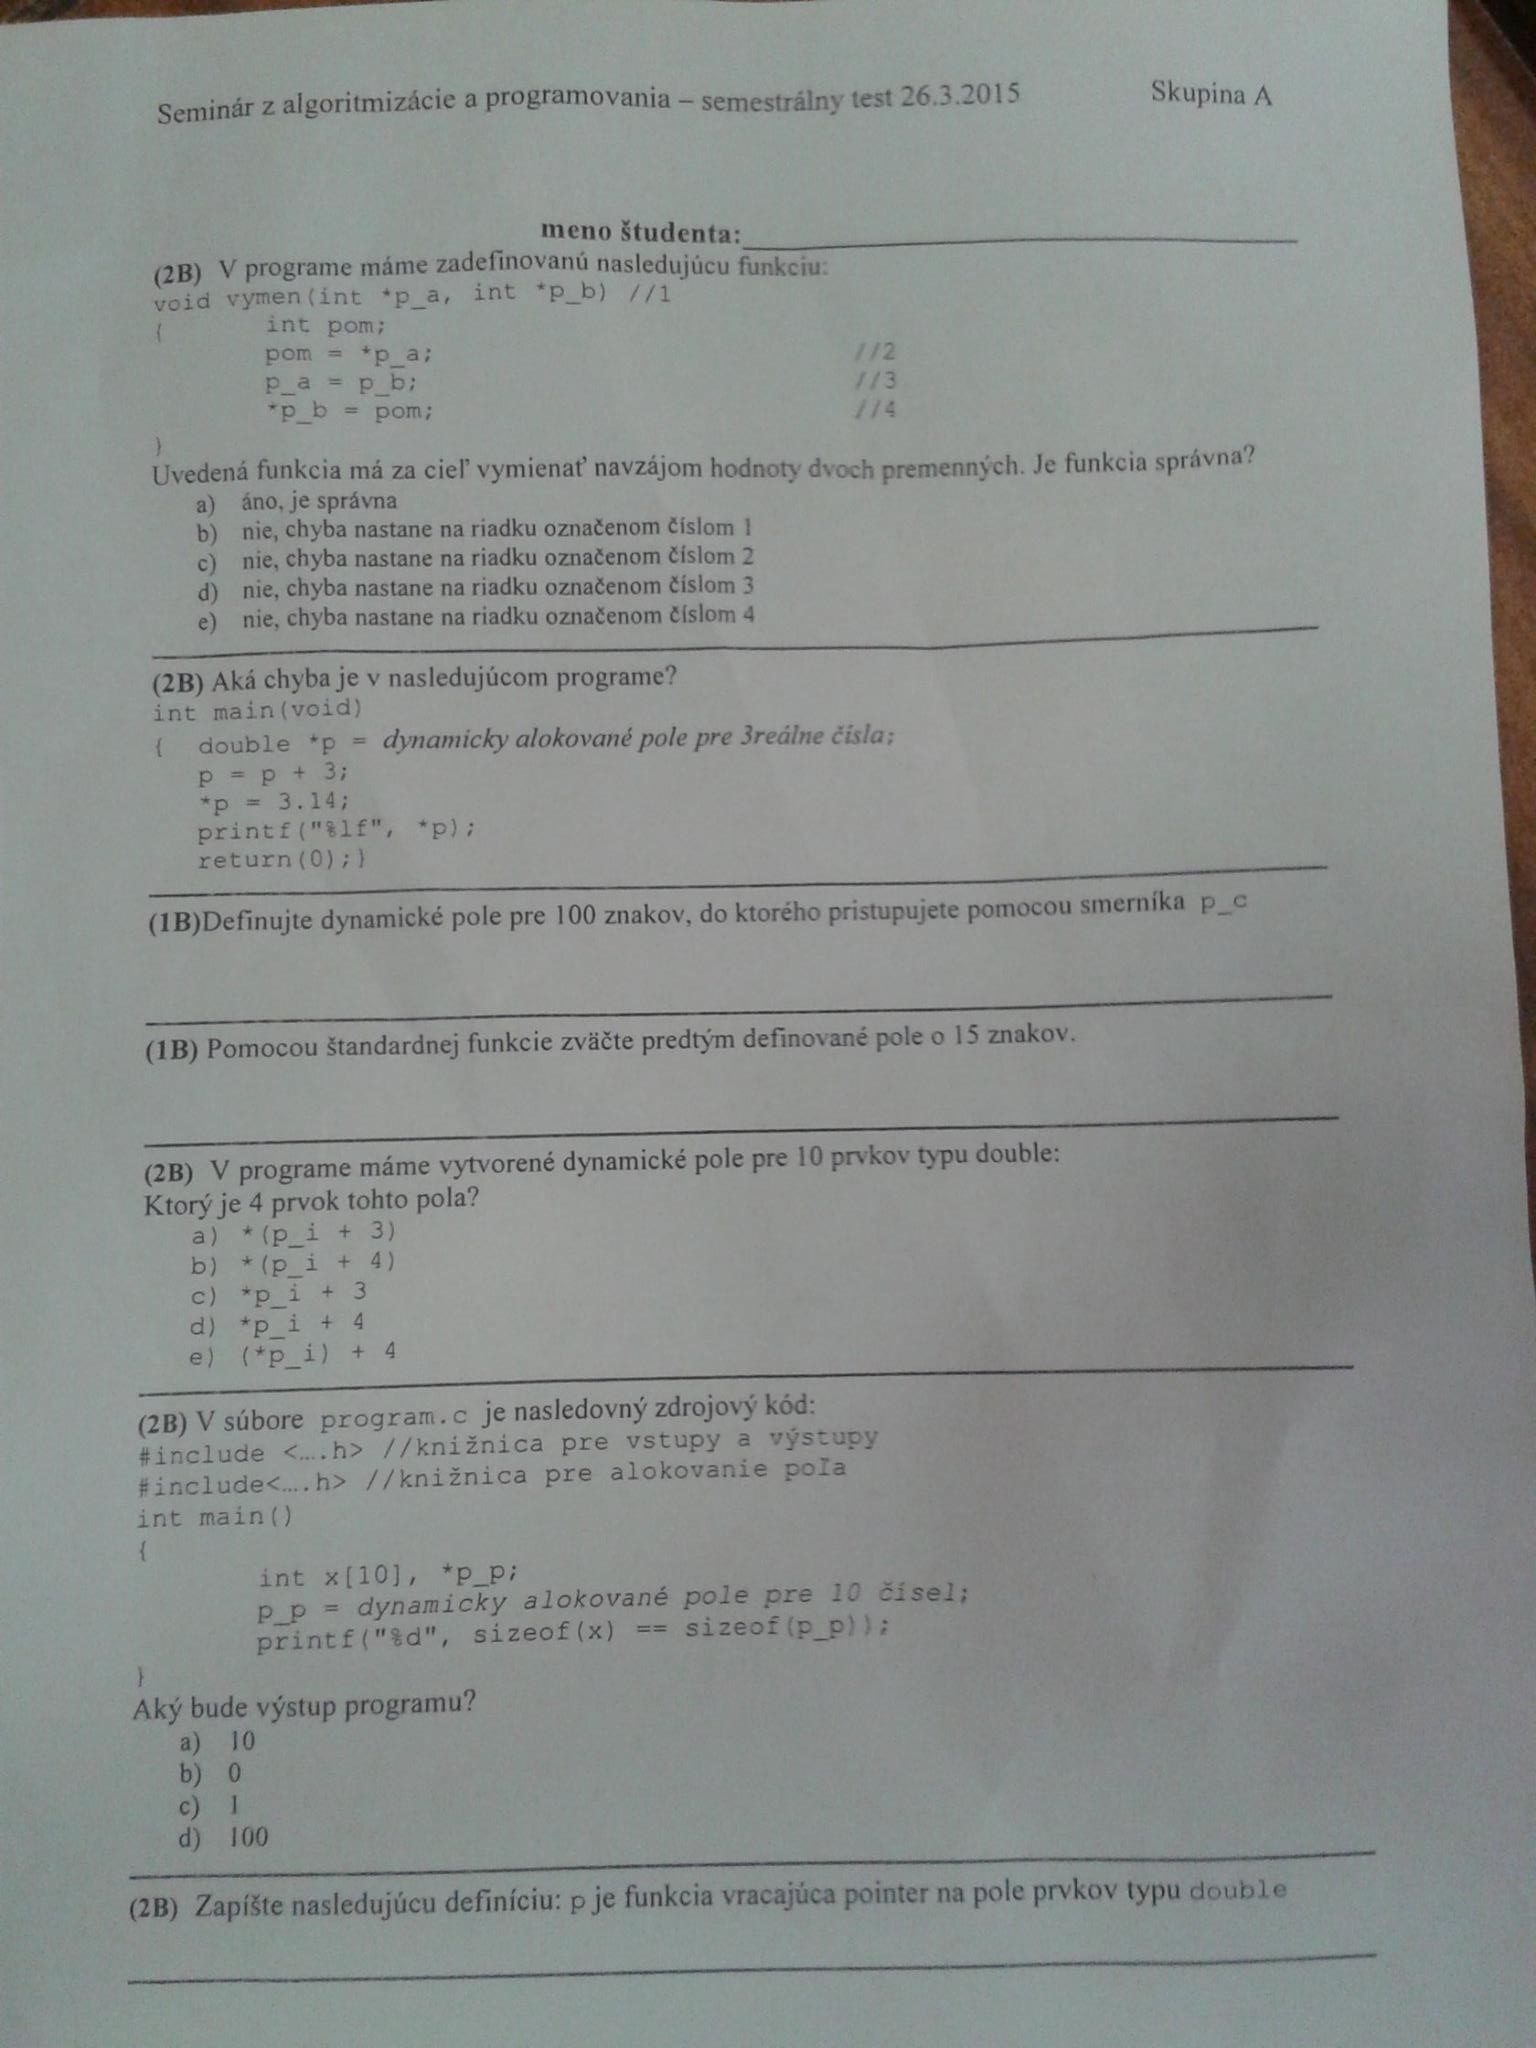 Seminár z algoritmizácie a programovania – semestrálny test 26.3.2015 Skupina A
meno študenta:
(2B) V programe máme zadefinovanú nasledujúcu funkciu:
void vymen(int *p_a, int *p_b) //1
{ int pom;
pom = *p_a; //2
p_a = p_b; //3
*p_b = pom; //4
}
Uvedená funkcia má za cieľ vymienať navzájom hodnoty dvoch premenných. Je funkcia správna?
a) áno, je správna
b) nie, chyba nastane na riadku označenom číslom 1
c) nie, chyba nastane na riadku označenom číslom 2
d) nie, chyba nastane na riadku označenom číslom 3
e) nie, chyba nastane na riadku označenom číslom 4
(2B) Aká chyba je v nasledujúcom programe?
int main(void)
{ double *p = dynamicky alokované pole pre 3reálne čísla;
p = p + 3;
*p = 3.14;
printf("%lf", *p);
return(0);}
(1B)Definujte dynamické pole pre 100 znakov, do ktorého pristupujete pomocou smerníka p_c
(1B) Pomocou štandardnej funkcie zväčte predtým definované pole o 15 znakov.
(2B) V programe máme vytvorené dynamické pole pre 10 prvkov typu double:
Ktorý je 4 prvok tohto pola?
a) *(p_i + 3)
b) *(p_i + 4)
c) *p_i + 3
d) *p_i + 4
e) (*p_i) + 4
(2B) V súbore program.c je nasledovný zdrojový kód:
#include <….h> //knižnica pre vstupy a výstupy
#include<….h> //knižnica pre alokovanie poľa
int main()
{
int x[10], *p_p;
p_p = dynamicky alokované pole pre 10 čísel;
printf("%d", sizeof(x) == sizeof(p_p));
}
Aký bude výstup programu?
a) 10
b) 0
c) 1
d) 100
(2B) Zapíšte nasledujúcu definíciu: p je funkcia vracajúca pointer na pole prvkov typu double